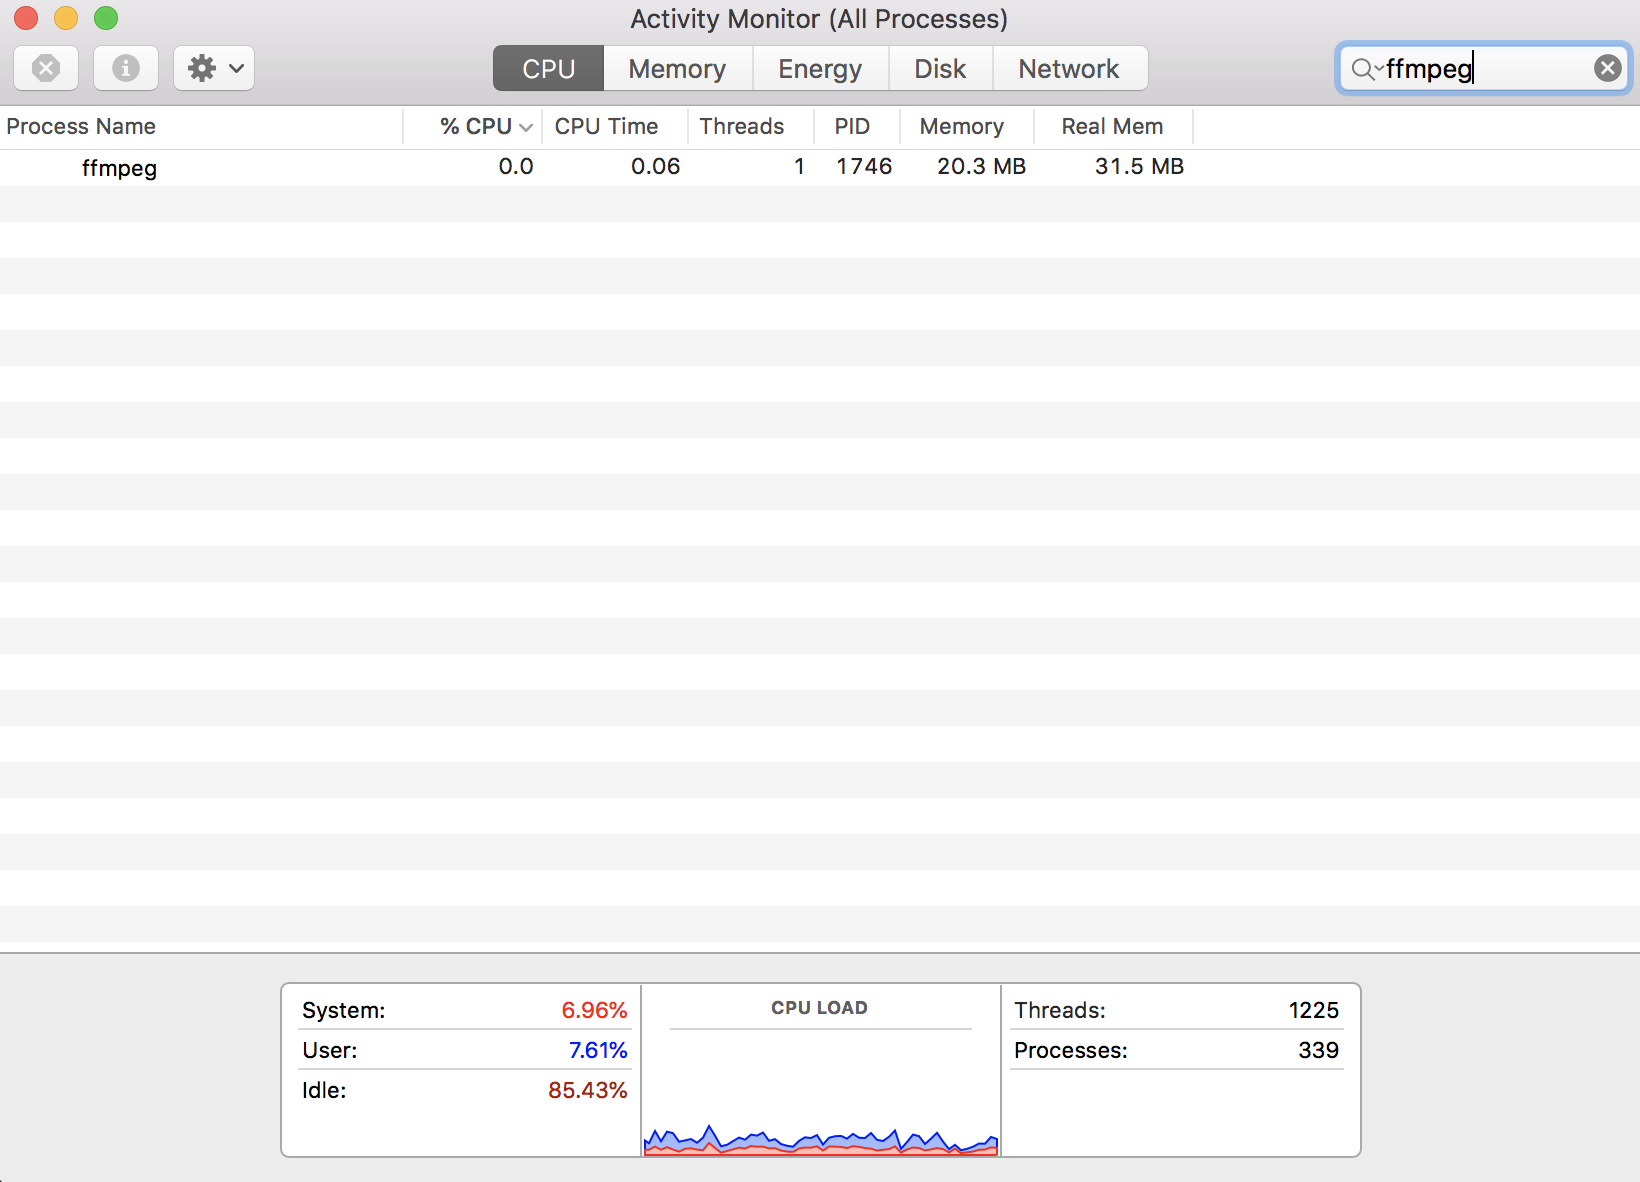 Activity Monitor (All Processes)
CPU Memory Energy Disk Network ffmpeg
Process Name % CPU CPU Time Threads PID Memory Real Mem
ffmpeg 0.0 0.06 1 1746 20.3 MB 31.5 MB
System: 6.96%
User: 7.61%
Idle: 85.43%
CPU LOAD
Threads: 1225
Processes: 339